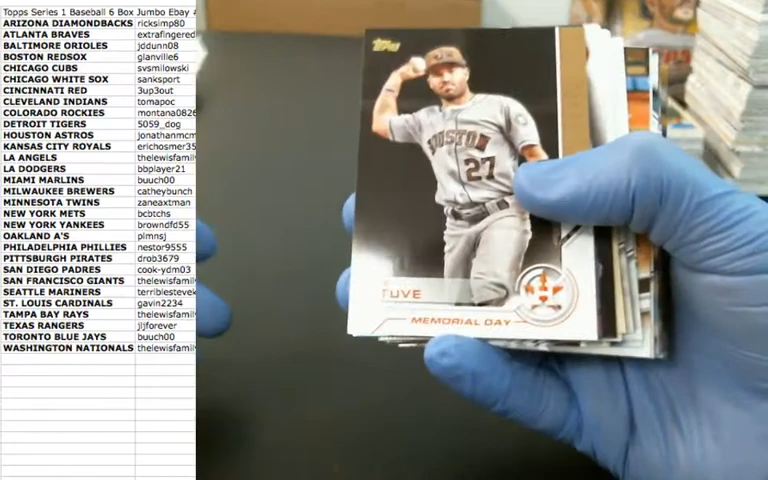 Topps Series 1 Baseball 6 Box Jumbo Ebay
ARIZONA DIAMONDBACKS ricksimp80
ATLANTA BRAVES extrafingered
BALTIMORE ORIOLES jddunn08
BOSTON REDSOX glanville6
CHICAGO CUBS svsmilowski
CHICAGO WHITE SOX sanksport
CINCINNATI RED 3up3out
CLEVELAND INDIANS tomapoc
COLORADO ROCKIES montana0826
DETROIT TIGERS 5059_dog
HOUSTON ASTROS jonathanmcm
KANSAS CITY ROYALS erichosmer35
LA ANGELS thelewisfamil
LA DODGERS bbplayer21
MIAMI MARLINS buuch00
MILWAUKEE BREWERS catheybunch
MINNESOTA TWINS zaneaxtman
NEW YORK METS bcbtchs
NEW YORK YANKEES browndfd55
OAKLAND A'S plmnsj
PHILADELPHIA PHILLIES nestor9555
PITTSBURGH PIRATES drob3679
SAN DIEGO PADRES cook-ydm03
SAN FRANCISCO GIANTS thelewisfamil
SEATTLE MARINERS terriblestevek
ST. LOUIS CARDINALS gavin2234
TAMPA BAY RAYS thelewisfamil
TEXAS RANGERS jljforever
TORONTO BLUE JAYS buuch00
WASHINGTON NATIONALS thelewisfamil
Topps
HOUSTON
27
TUVE
H
MEMORIAL DAY